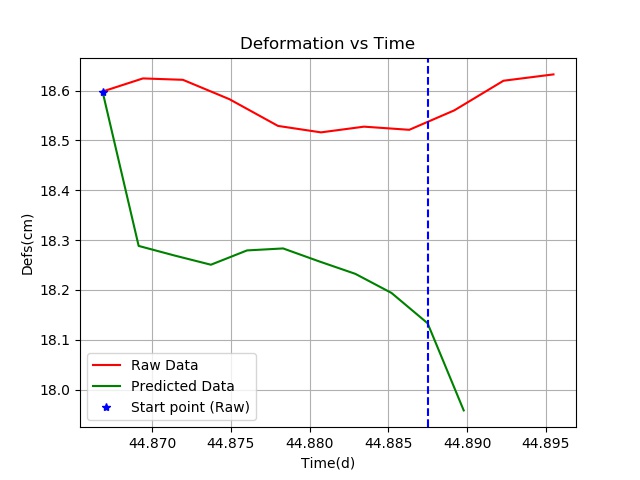 Deformation vs Time
Defs(cm)
18.6
18.5
18.4
18.3
18.2
18.1
18.0
Raw Data
Predicted Data
Start point (Raw)
44.870 44.875 44.880 44.885 44.890 44.895
Time(d)